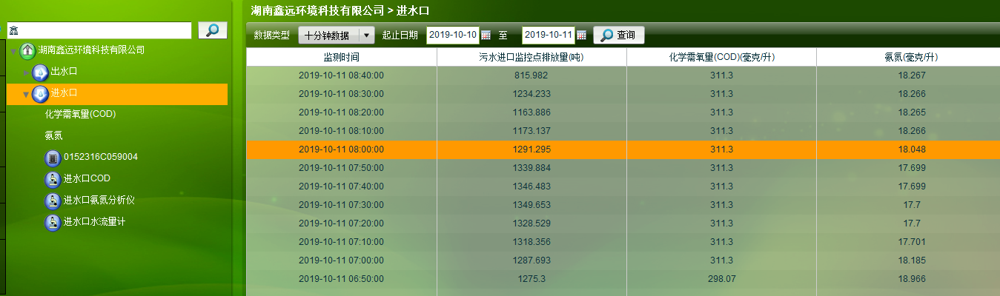 鑫
湖南鑫远环境科技有限公司
出水口
进水口
化学需氧量(COD)
氨氮
0152316C059004
进水口COD
进水口氨氮分析仪
进水口水流量计
湖南鑫远环境科技有限公司 > 进水口
数据类型 十分钟数据 起止日期 2019-10-10 至 2019-10-11 查询
监测时间 污水进口监控点排放量(吨) 化学需氧量(COD)(毫克/升) 氨氮(毫克/升)
2019-10-11 08:40:00 815.982 311.3 18.267
2019-10-11 08:30:00 1234.233 311.3 18.266
2019-10-11 08:20:00 1163.886 311.3 18.265
2019-10-11 08:10:00 1173.137 311.3 18.266
2019-10-11 08:00:00 1291.295 311.3 18.048
2019-10-11 07:50:00 1339.884 311.3 17.699
2019-10-11 07:40:00 1346.483 311.3 17.699
2019-10-11 07:30:00 1349.653 311.3 17.7
2019-10-11 07:20:00 1328.529 311.3 17.7
2019-10-11 07:10:00 1318.356 311.3 17.701
2019-10-11 07:00:00 1287.693 311.3 18.185
2019-10-11 06:50:00 1275.3 298.07 18.966